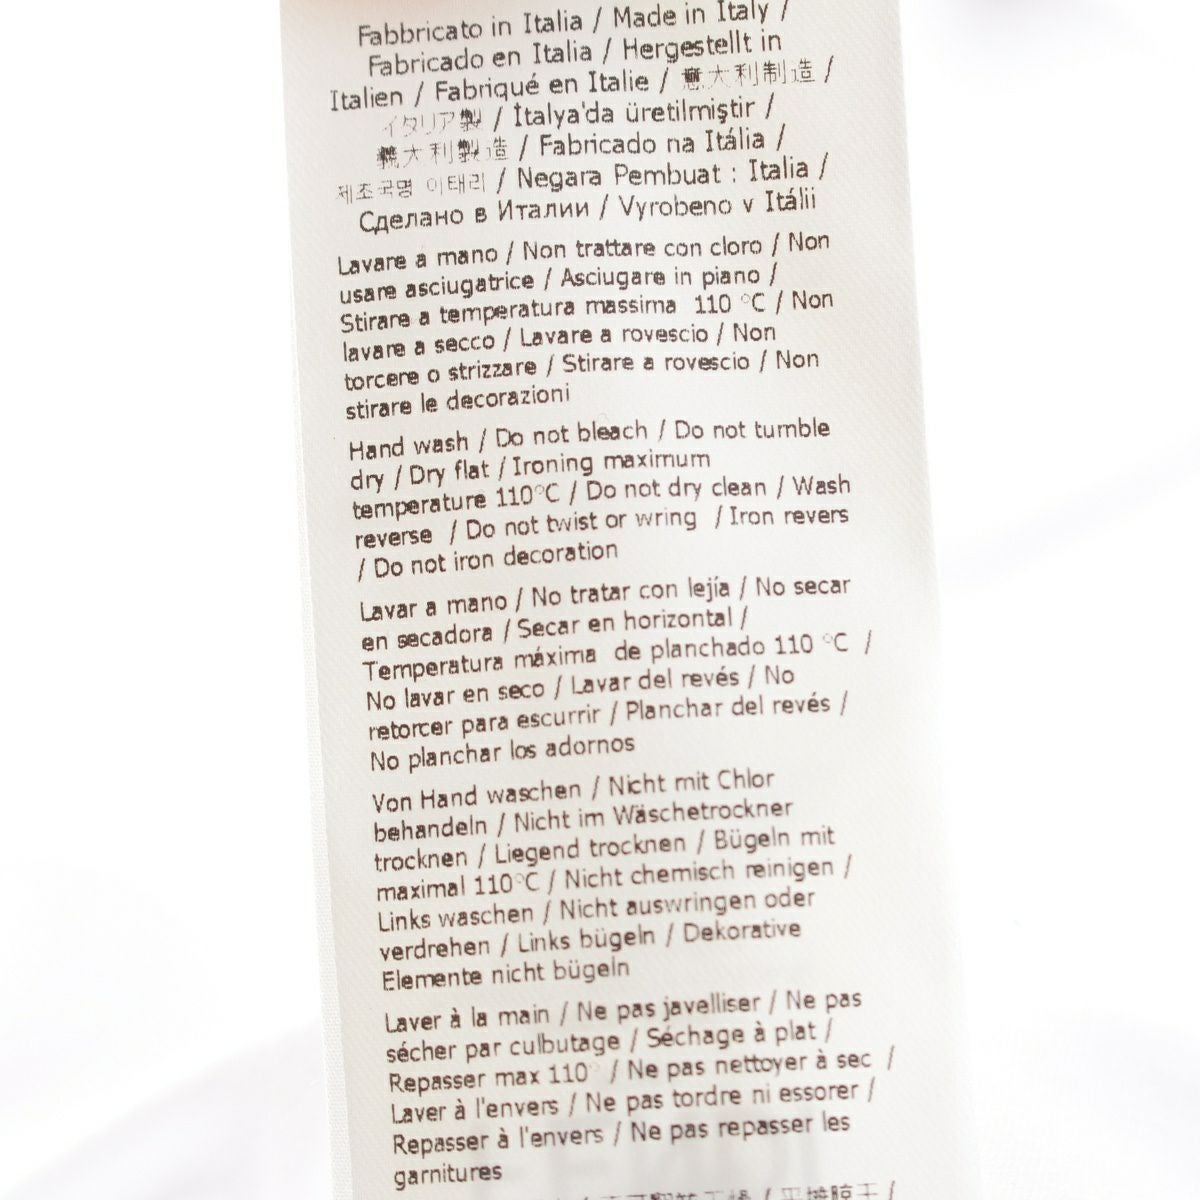 Fabbricato in Italia / Made in Italy /
Fabricado en Italia / Hergestellt in
Italien / Fabriqué en Italie / 意大利制造 /
イタリア製 / İtalya'da üretilmiştir /
義大利製造 / Fabricado na Itália /
제조국명 이태리 / Negara Pembuat : Italia /
Сделано в Италии / Vyrobeno v Itálii
Lavare a mano / Non trattare con cloro / Non
usare asciugatrice / Asciugare in piano /
Stirare a temperatura massima 110 °C / Non
lavare a secco / Lavare a rovescio / Non
torcere o strizzare / Stirare a rovescio / Non
stirare le decorazioni
Hand wash / Do not bleach / Do not tumble
dry / Dry flat / Ironing maximum
temperature 110°C / Do not dry clean / Wash
reverse / Do not twist or wring / Iron revers
/ Do not iron decoration
Lavar a mano / No tratar con lejía / No secar
en secadora / Secar en horizontal /
Temperatura máxima de planchado 110 °C /
No lavar en seco / Lavar del revés / No
retorcer para escurrir / Planchar del revés /
No planchar los adornos
Von Hand waschen / Nicht mit Chlor
behandeln / Nicht im Wäschetrockner
trocknen / Liegend trocknen / Bügeln mit
maximal 110°C / Nicht chemisch reinigen /
Links waschen / Nicht auswringen oder
verdrehen / Links bügeln / Dekorative
Elemente nicht bügeln
Laver à la main / Ne pas javelliser / Ne pas
sécher par culbutage / Séchage à plat /
Repasser max 110° / Ne pas nettoyer à sec /
Laver à l'envers / Ne pas tordre ni essorer /
Repasser à l'envers / Ne pas repasser les
garnitures